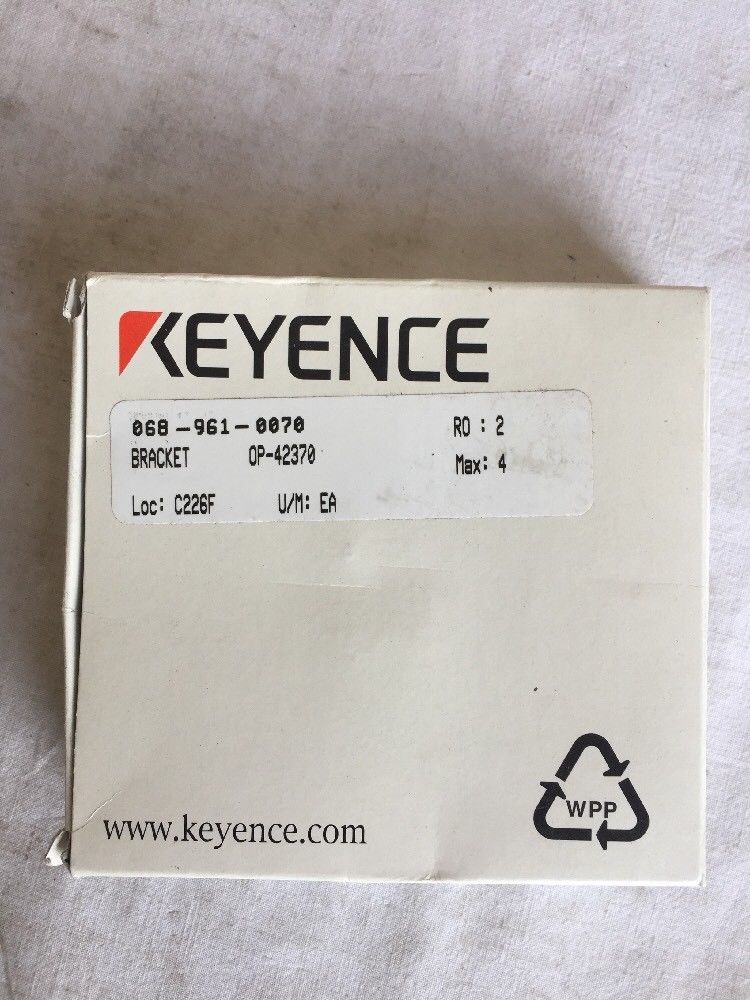 KEYENCE
068-961-0070 RO : 2
BRACKET OP-42370 Max: 4
Loc: C226F U/M: EA
WPP
www.keyence.com